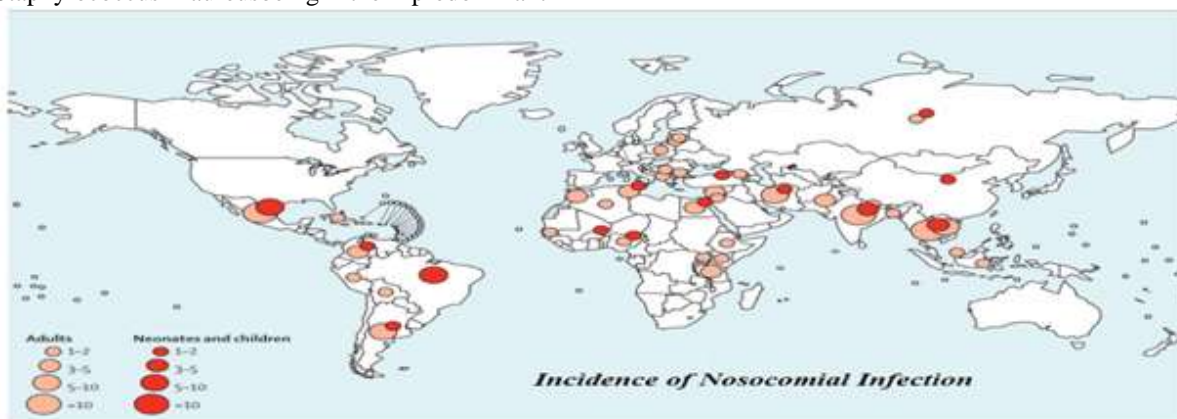 Adults
1-2
3-5
5-10
>10
Neonates and children
1-2
3-5
5-10
>10
Incidence of Nosocomial Infection